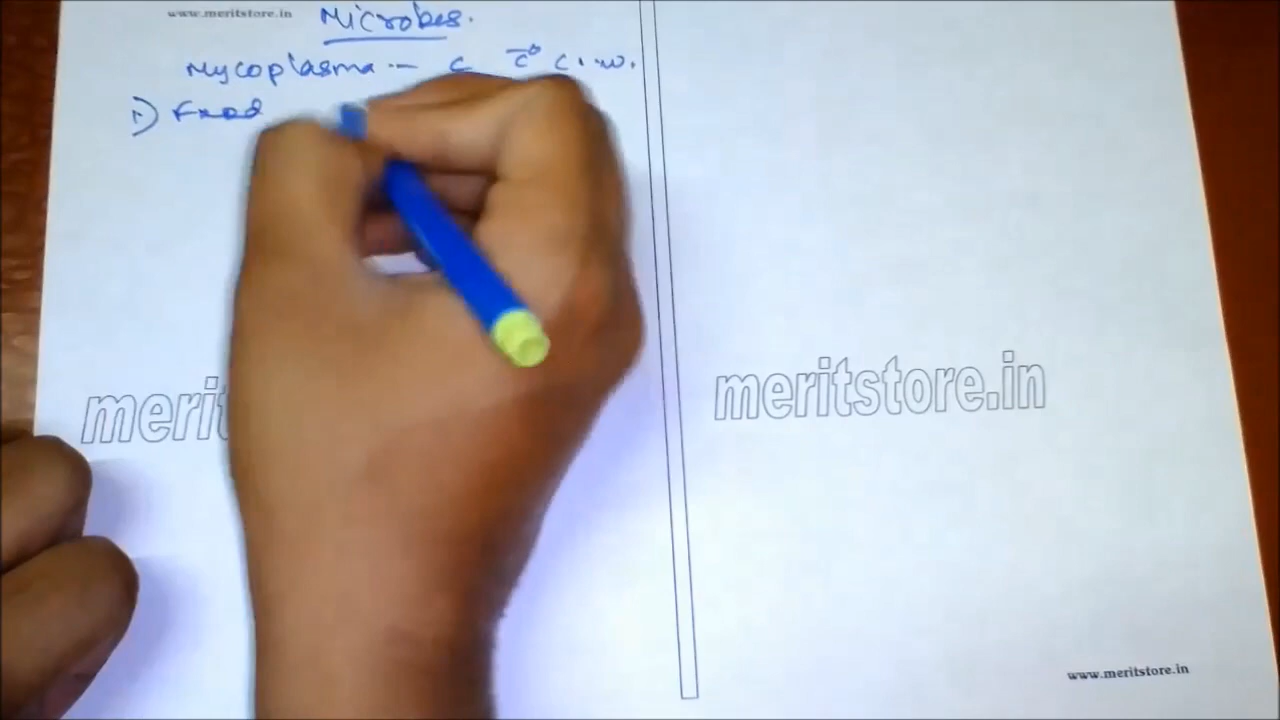 www.meritstore.in
Microbes.
Mycoplasma - c c° c.w.
1) Food
merit
meritstore.in
www.meritstore.in